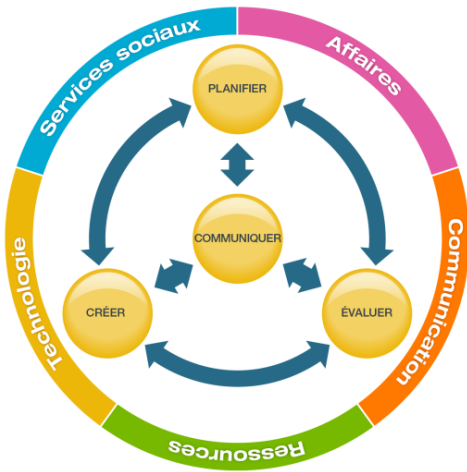 Services sociaux
Affaires
PLANIFIER
COMMUNIQUER
Technologie
Communication
CRÉER
ÉVALUER
Ressources